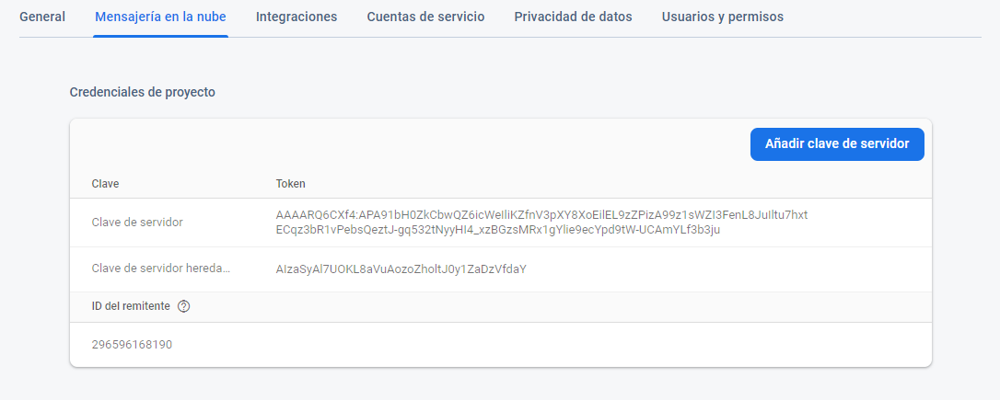 General Mensajería en la nube Integraciones Cuentas de servicio Privacidad de datos Usuarios y permisos
Credenciales de proyecto
Añadir clave de servidor
Clave Token
Clave de servidor
AAAARQ6CXf4:APA91bH0ZkCbwQZ6icWeIliKZfnV3pXY8XoEilEL9zZPizA99z1sWZI3FenL8JuIltu7hxt
ECqz3bR1vPebsQeztJ-gq532tNyyHI4_xzBGzsMRx1gYlie9ecYpd9tW-UCAmYLf3b3ju
Clave de servidor hereda... AIzaSyAl7UOKL8aVuAozoZholtJ0y1ZaDzVfdaY
ID del remitente ?
296596168190